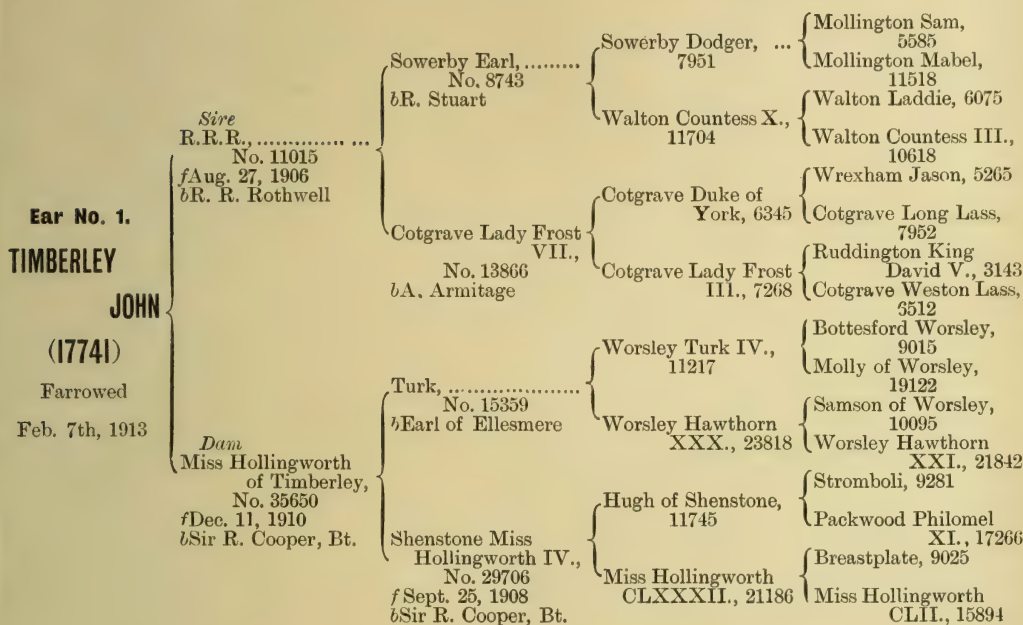 Ear No. 1.
TIMBERLEY
JOHN
(17741)
Farrowed
Feb. 7th, 1913
Sire
R.R.R., .............. ...
No. 11015
fAug. 27, 1906
bR. R. Rothwell
Dam
Miss Hollingworth
of Timberley,
No. 35650
fDec. 11, 1910
bSir R. Cooper, Bt.
Sowerby Earl, .........
No. 8743
bR. Stuart
Cotgrave Lady Frost
VII.,
No. 13866
bA. Armitage
Turk, ......................
No. 15359
bEarl of Ellesmere
Shenstone Miss
Hollingworth IV.,
No. 29706
f Sept. 25, 1908
bSir R. Cooper, Bt.
Sowerby Dodger, ...
7951
Walton Countess X.,
11704
Cotgrave Duke of
York, 6345
Cotgrave Lady Frost
III., 7268
Worsley Turk IV.,
11217
Worsley Hawthorn
XXX., 23818
Hugh of Shenstone,
11745
Miss Hollingworth
CLXXXII., 21186
Mollington Sam,
5585
Mollington Mabel,
11518
Walton Laddie, 6075
Walton Countess III.,
10618
Wrexham Jason, 5265
Cotgrave Long Lass,
7952
Ruddington King
David V., 3143
Cotgrave Weston Lass,
6512
Bottesford Worsley,
9015
Molly of Worsley,
19122
Samson of Worsley,
10095
Worsley Hawthorn
XXI., 21842
Stromboli, 9281
Packwood Philomel
XI., 17266
Breastplate, 9025
Miss Hollingworth
CLII., 15894